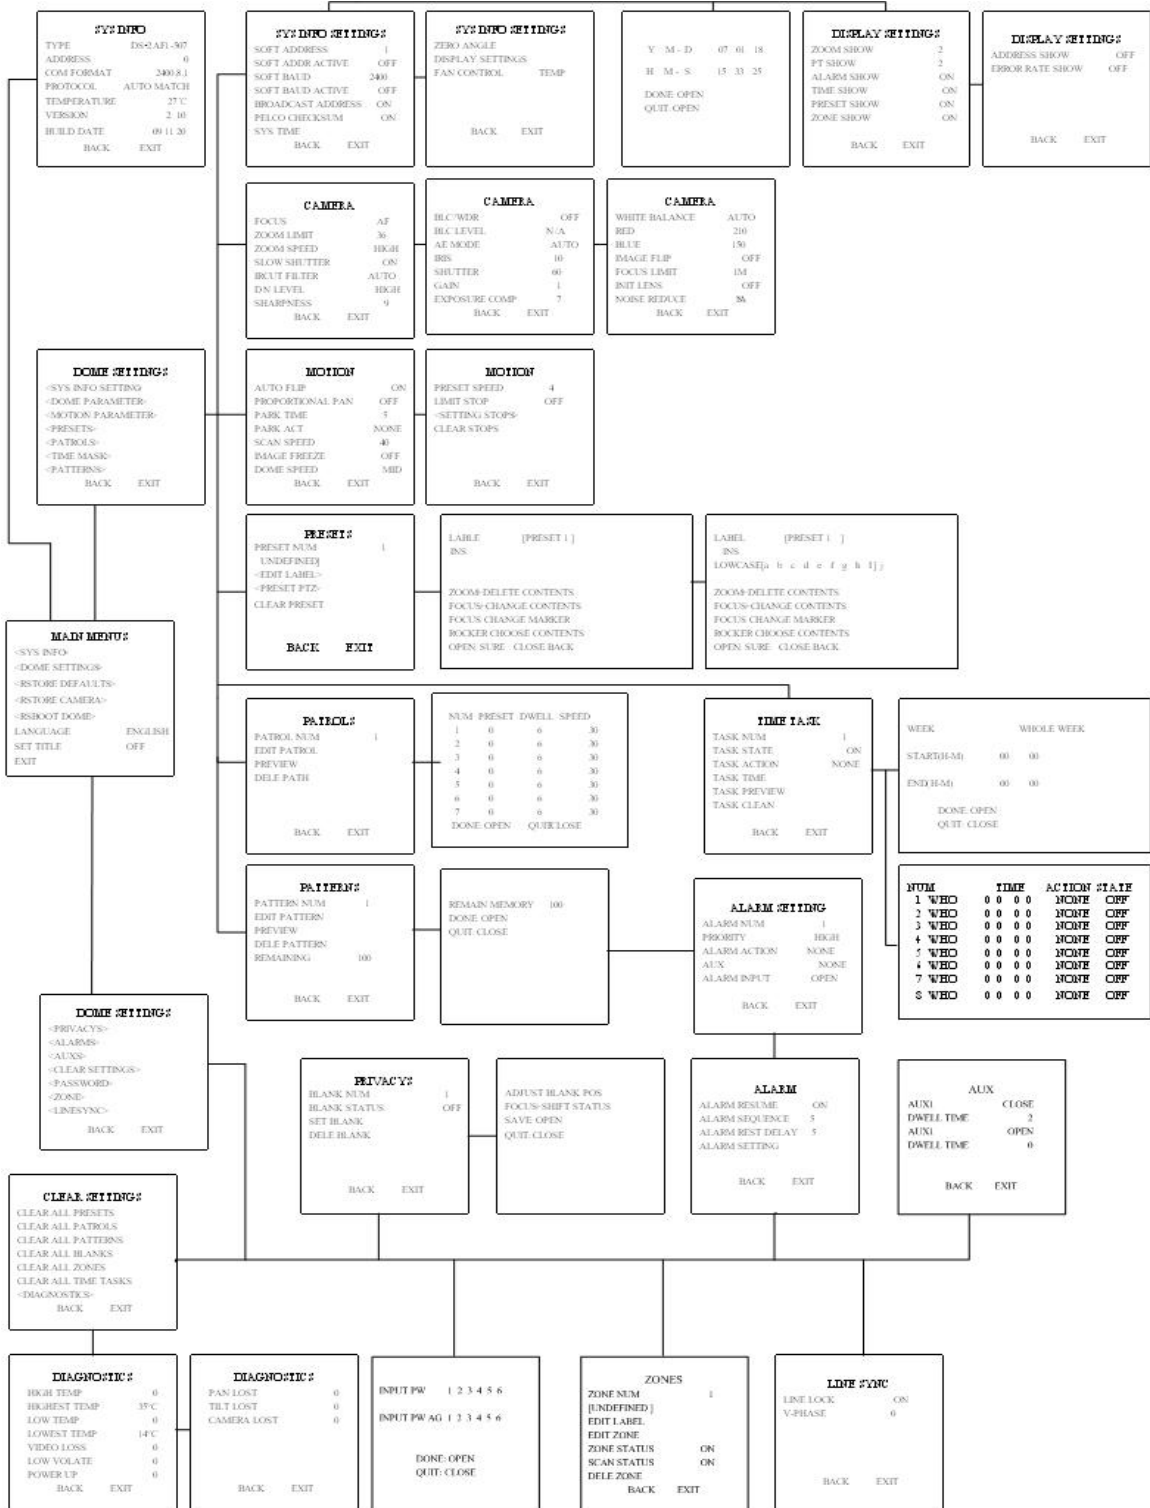 SYS INFO
TYPE DS-2AF1-507
ADDRESS 0
COM FORMAT 2400.8.1
PROTOCOL AUTO MATCH
TEMPERATURE 27°C
VERSION 2 10
BUILD DATE 09 11 20
BACK EXIT
SYS INFO SETTINGS
SOFT ADDRESS 1
SOFT ADDR ACTIVE OFF
SOFT BAUD 2400
SOFT BAUD ACTIVE OFF
BROADCAST ADDRESS ON
PELCO CHECKSUM ON
SYS TIME
BACK EXIT
SYS INFO SETTINGS
ZERO ANGLE
DISPLAY SETTINGS
FAN CONTROL TEMP
BACK EXIT
Y M - D 07 01 18
H M - S 15 33 25
DONE: OPEN
QUIT: OPEN
DISPLAY SETTINGS
ZOOM SHOW 2
PT SHOW 2
ALARM SHOW ON
TIME SHOW ON
PRESET SHOW ON
ZONE SHOW ON
BACK EXIT
DISPLAY SETTINGS
ADDRESS SHOW OFF
ERROR RATE SHOW OFF
BACK EXIT
CAMERA
FOCUS AF
ZOOM LIMIT 36
ZOOM SPEED HIGH
SLOW SHUTTER ON
IRCUT FILTER AUTO
D/N LEVEL HIGH
SHARPNESS 9
BACK EXIT
CAMERA
BLC/WDR OFF
BLC LEVEL N/A
AE MODE AUTO
IRIS 10
SHUTTER 60
GAIN 1
EXPOSURE COMP 7
BACK EXIT
CAMERA
WHITE BALANCE AUTO
RED 210
BLUE 150
IMAGE FLIP OFF
FOCUS LIMIT 1M
INIT LENS OFF
NOISE REDUCE
BACK EXIT
DOME SETTINGS
<SYS INFO SETTING
<DOME PARAMETER>
<MOTION PARAMETER>
<PRESETS>
<PATROLS>
<TIME MASK>
<PATTERNS>
BACK EXIT
MOTION
AUTO FLIP ON
PROPORTIONAL PAN OFF
PARK TIME 5
PARK ACT NONE
SCAN SPEED 40
IMAGE FREEZE OFF
DOME SPEED MID
BACK EXIT
MOTION
PRESET SPEED 4
LIMIT STOP OFF
<SETTING STOPS>
CLEAR STOPS
BACK EXIT
PRESETS
PRESET NUM 1
UNDEFINED]
<EDIT LABEL>
<PRESET PTZ>
CLEAR PRESET
BACK EXIT
LABLE [PRESET 1 ]
INS
ZOOM-DELETE CONTENTS
FOCUS+CHANGE CONTENTS
FOCUS CHANGE MARKER
ROCKER CHOOSE CONTENTS
OPEN: SURE CLOSE BACK
LABEL [PRESET 1 ]
INS
LOWCASE[a b c d e f g h I] j
ZOOM-DELETE CONTENTS
FOCUS+CHANGE CONTENTS
FOCUS CHANGE MARKER
ROCKER CHOOSE CONTENTS
OPEN: SURE CLOSE BACK
MAIN MENUS
<SYS INFO>
<DOME SETTINGS>
<RSTORE DEFAULTS>
<RSTORE CAMERA>
<RSBOOT DOME>
LANGUAGE ENGLISH
SET TITLE OFF
EXIT
PATROLS
PATROL NUM 1
EDIT PATROL
PREVIEW
DELE PATH
BACK EXIT
NUM PRESET DWELL SPEED
1 0 6 30
2 0 6 30
3 0 6 30
4 0 6 30
5 0 6 30
6 0 6 30
7 0 6 30
DONE: OPEN QUIT:CLOSE
TIME TASK
TASK NUM 1
TASK STATE ON
TASK ACTION NONE
TASK TIME
TASK PREVIEW
TASK CLEAN
BACK EXIT
WEEK WHOLE WEEK
START(H-M) 00 00
END(H-M) 00 00
DONE: OPEN
QUIT: CLOSE
PATTERNS
PATTERN NUM 1
EDIT PATTERN
PREVIEW
DELE PATTERN
REMAINING 100
BACK EXIT
REMAIN MEMORY 100
DONE: OPEN
QUIT: CLOSE
ALARM SETTING
ALARM NUM 1
PRIORITY HIGH
ALARM ACTION NONE
AUX NONE
ALARM INPUT OPEN
BACK EXIT
NUM TIME ACTION STATE
1 WHO 0 0 0 0 NONE OFF
2 WHO 0 0 0 0 NONE OFF
3 WHO 0 0 0 0 NONE OFF
4 WHO 0 0 0 0 NONE OFF
5 WHO 0 0 0 0 NONE OFF
6 WHO 0 0 0 0 NONE OFF
7 WHO 0 0 0 0 NONE OFF
8 WHO 0 0 0 0 NONE OFF
DOME SETTINGS
<PRIVACYS>
<ALARMS>
<AUXS>
<CLEAR SETTINGS>
<PASSWORD>
<ZONE>
<LINESYNC>
BACK EXIT
PRIVACYS
BLANK NUM 1
BLANK STATUS OFF
SET BLANK
DELE BLANK
BACK EXIT
ADJUST BLANK POS
FOCUS+SHIFT STATUS
SAVE: OPEN
QUIT: CLOSE
ALARM
ALARM RESUME ON
ALARM SEQUENCE 5
ALARM REST DELAY 5
ALARM SETTING
BACK EXIT
AUX
AUX1 CLOSE
DWELL TIME 2
AUX1 OPEN
DWELL TIME 0
BACK EXIT
CLEAR SETTINGS
CLEAR ALL PRESETS
CLEAR ALL PATROLS
CLEAR ALL PATTERNS
CLEAR ALL BLANKS
CLEAR ALL ZONES
CLEAR ALL TIME TASKS
<DIAGNOSTICS>
BACK EXIT
DIAGNOSTICS
HIGH TEMP 0
HIGHEST TEMP 35°C
LOW TEMP 0
LOWEST TEMP 14°C
VIDEO LOSS 0
LOW VOLATE 0
POWER UP 0
BACK EXIT
DIAGNOSTICS
PAN LOST 0
TILT LOST 0
CAMERA LOST 0
BACK EXIT
INPUT PW 1 2 3 4 5 6
INPUT PW AG 1 2 3 4 5 6
DONE: OPEN
QUIT: CLOSE
ZONES
ZONE NUM 1
[UNDEFINED ]
EDIT LABEL
EDIT ZONE
ZONE STATUS ON
SCAN STATUS ON
DELE ZONE
BACK EXIT
LINE SYNC
LINE LOCK ON
V-PHASE 0
BACK EXIT